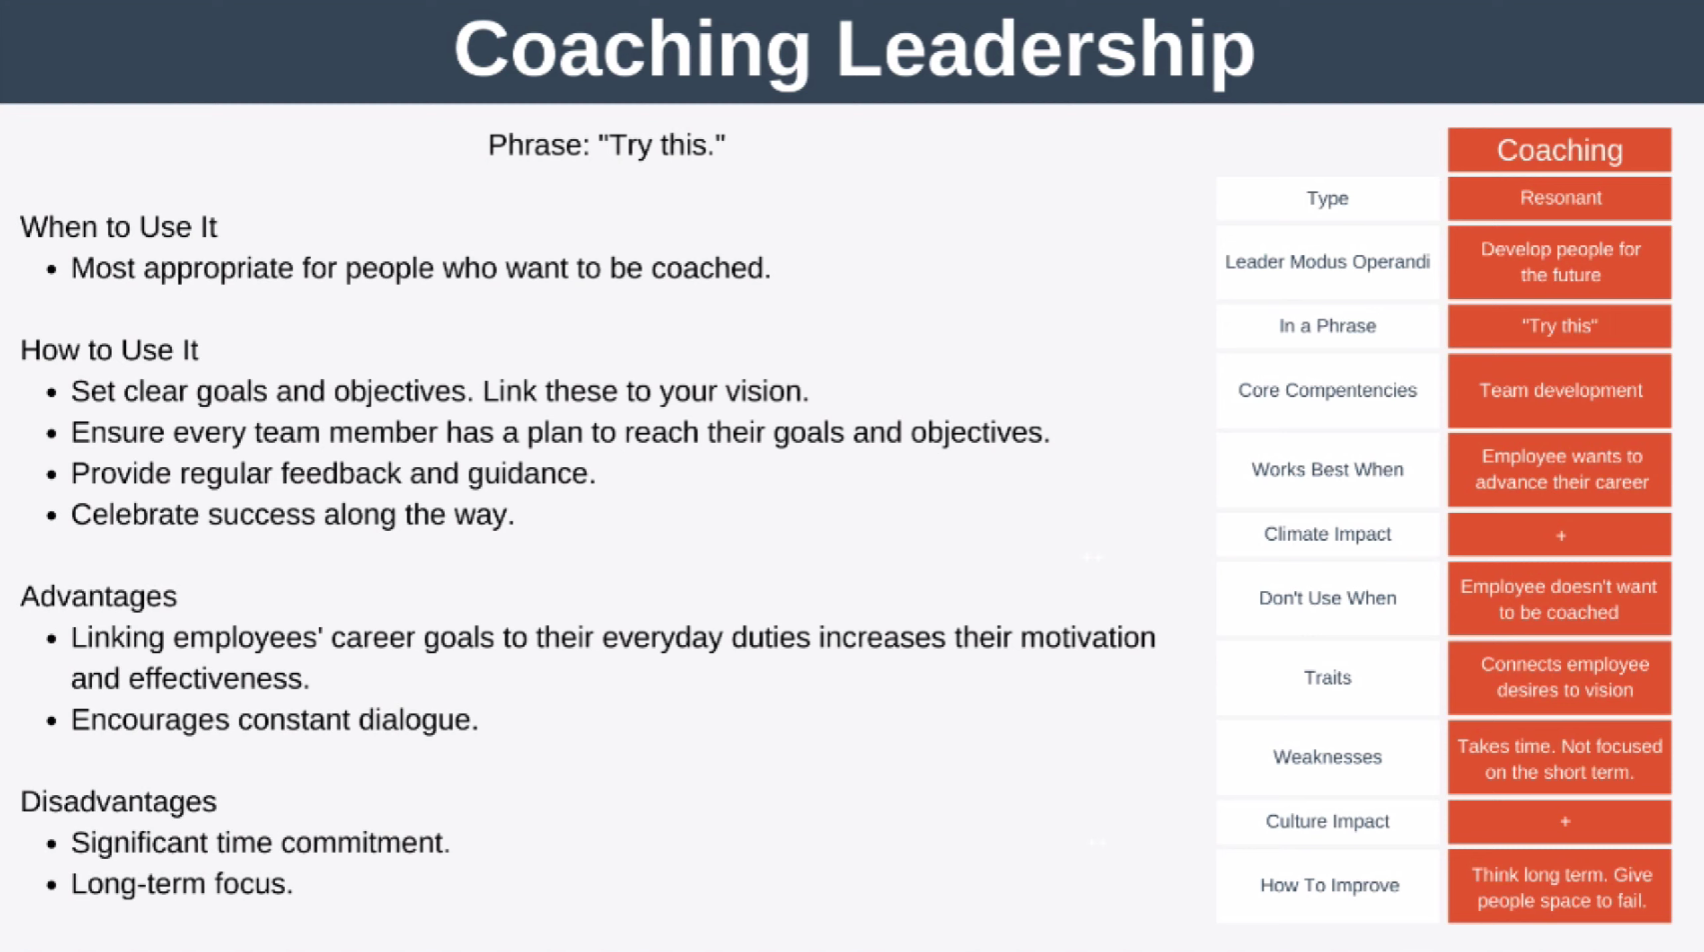 Coaching Leadership
Phrase: "Try this."
When to Use It
• Most appropriate for people who want to be coached.
How to Use It
• Set clear goals and objectives. Link these to your vision.
• Ensure every team member has a plan to reach their goals and objectives.
• Provide regular feedback and guidance.
• Celebrate success along the way.
Advantages
• Linking employees' career goals to their everyday duties increases their motivation
and effectiveness.
• Encourages constant dialogue.
Disadvantages
• Significant time commitment.
• Long-term focus.
Coaching
Type
Resonant
Leader Modus Operandi
Develop people for
the future
In a Phrase
"Try this"
Core Compentencies
Team development
Works Best When
Employee wants to
advance their career
Climate Impact
+
Don't Use When
Employee doesn't want
to be coached
Traits
Connects employee
desires to vision
Weaknesses
Takes time. Not focused
on the short term.
Culture Impact
+
How To Improve
Think long term. Give
people space to fail.